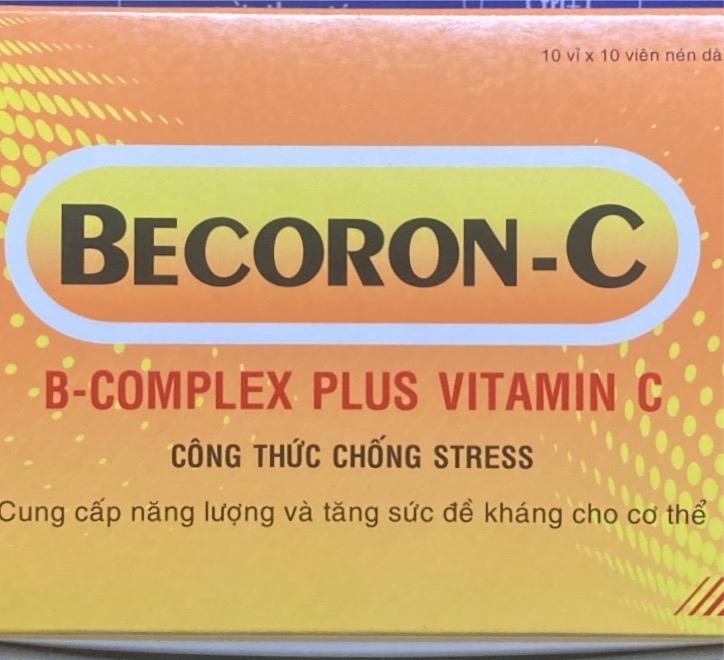 10 vỉ x 10 viên nén
BECORON-C
B-COMPLEX PLUS VITAMIN C
CÔNG THỨC CHỐNG STRESS
Cung cấp năng lượng và tăng sức đề kháng cho cơ thể